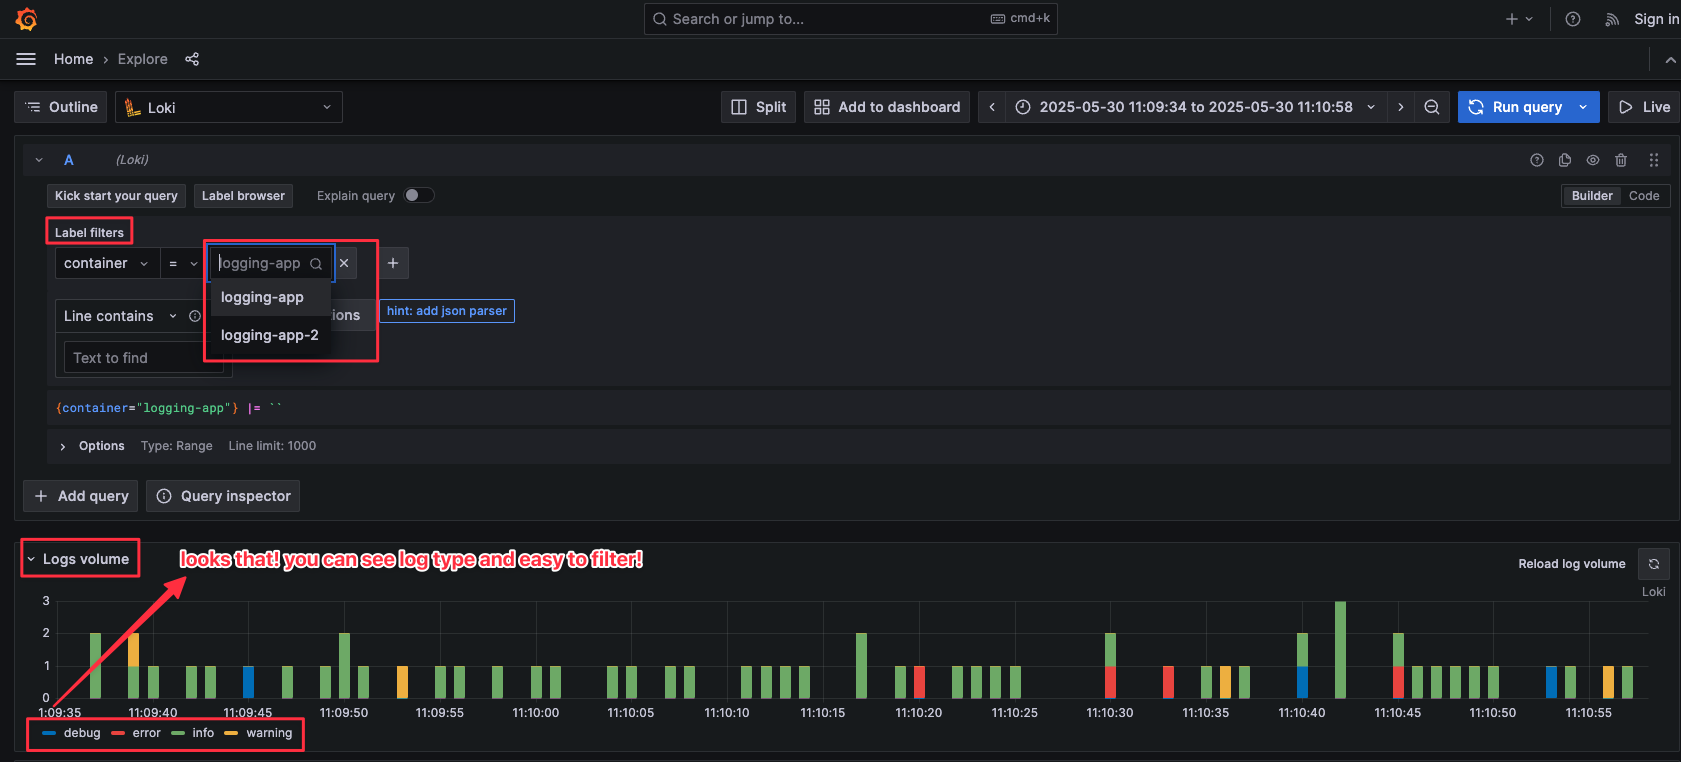 Search or jump to... cmd+k Sign in
Home › Explore
Outline Loki Split Add to dashboard 2025-05-30 11:09:34 to 2025-05-30 11:10:58 Run query Live
A (Loki)
Kick start your query Label browser Explain query Builder Code
Label filters
container = logging-app
logging-app
Line contains ions hint: add json parser
logging-app-2
Text to find
{container="logging-app"} |= ``
Options Type: Range Line limit: 1000
Add query Query inspector
Logs volume looks that! you can see log type and easy to filter! Reload log volume
Loki
3
2
1
0
1:09:35 11:09:40 11:09:45 11:09:50 11:09:55 11:10:00 11:10:05 11:10:10 11:10:15 11:10:20 11:10:25 11:10:30 11:10:35 11:10:40 11:10:45 11:10:50 11:10:55
debug error info warning